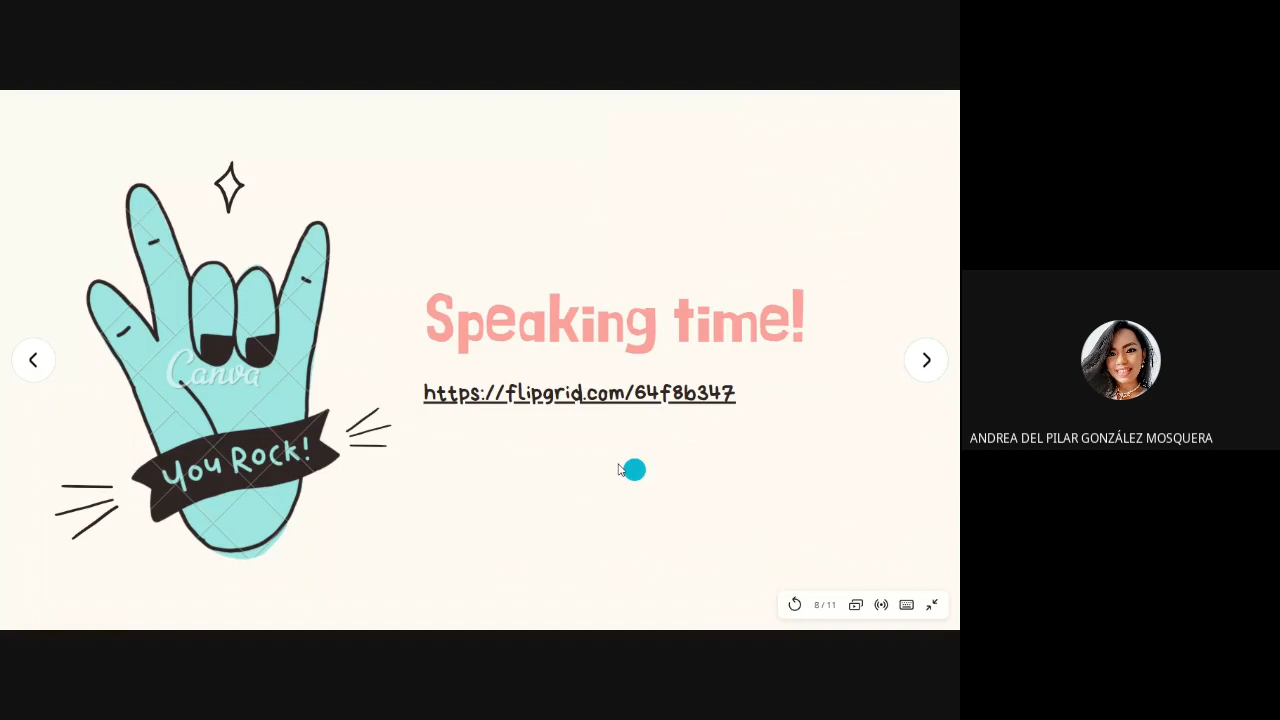 Speaking time!
https://flipgrid.com/64f8b347
Canva
you Rock!
8 / 11
ANDREA DEL PILAR GONZÁLEZ MOSQUERA